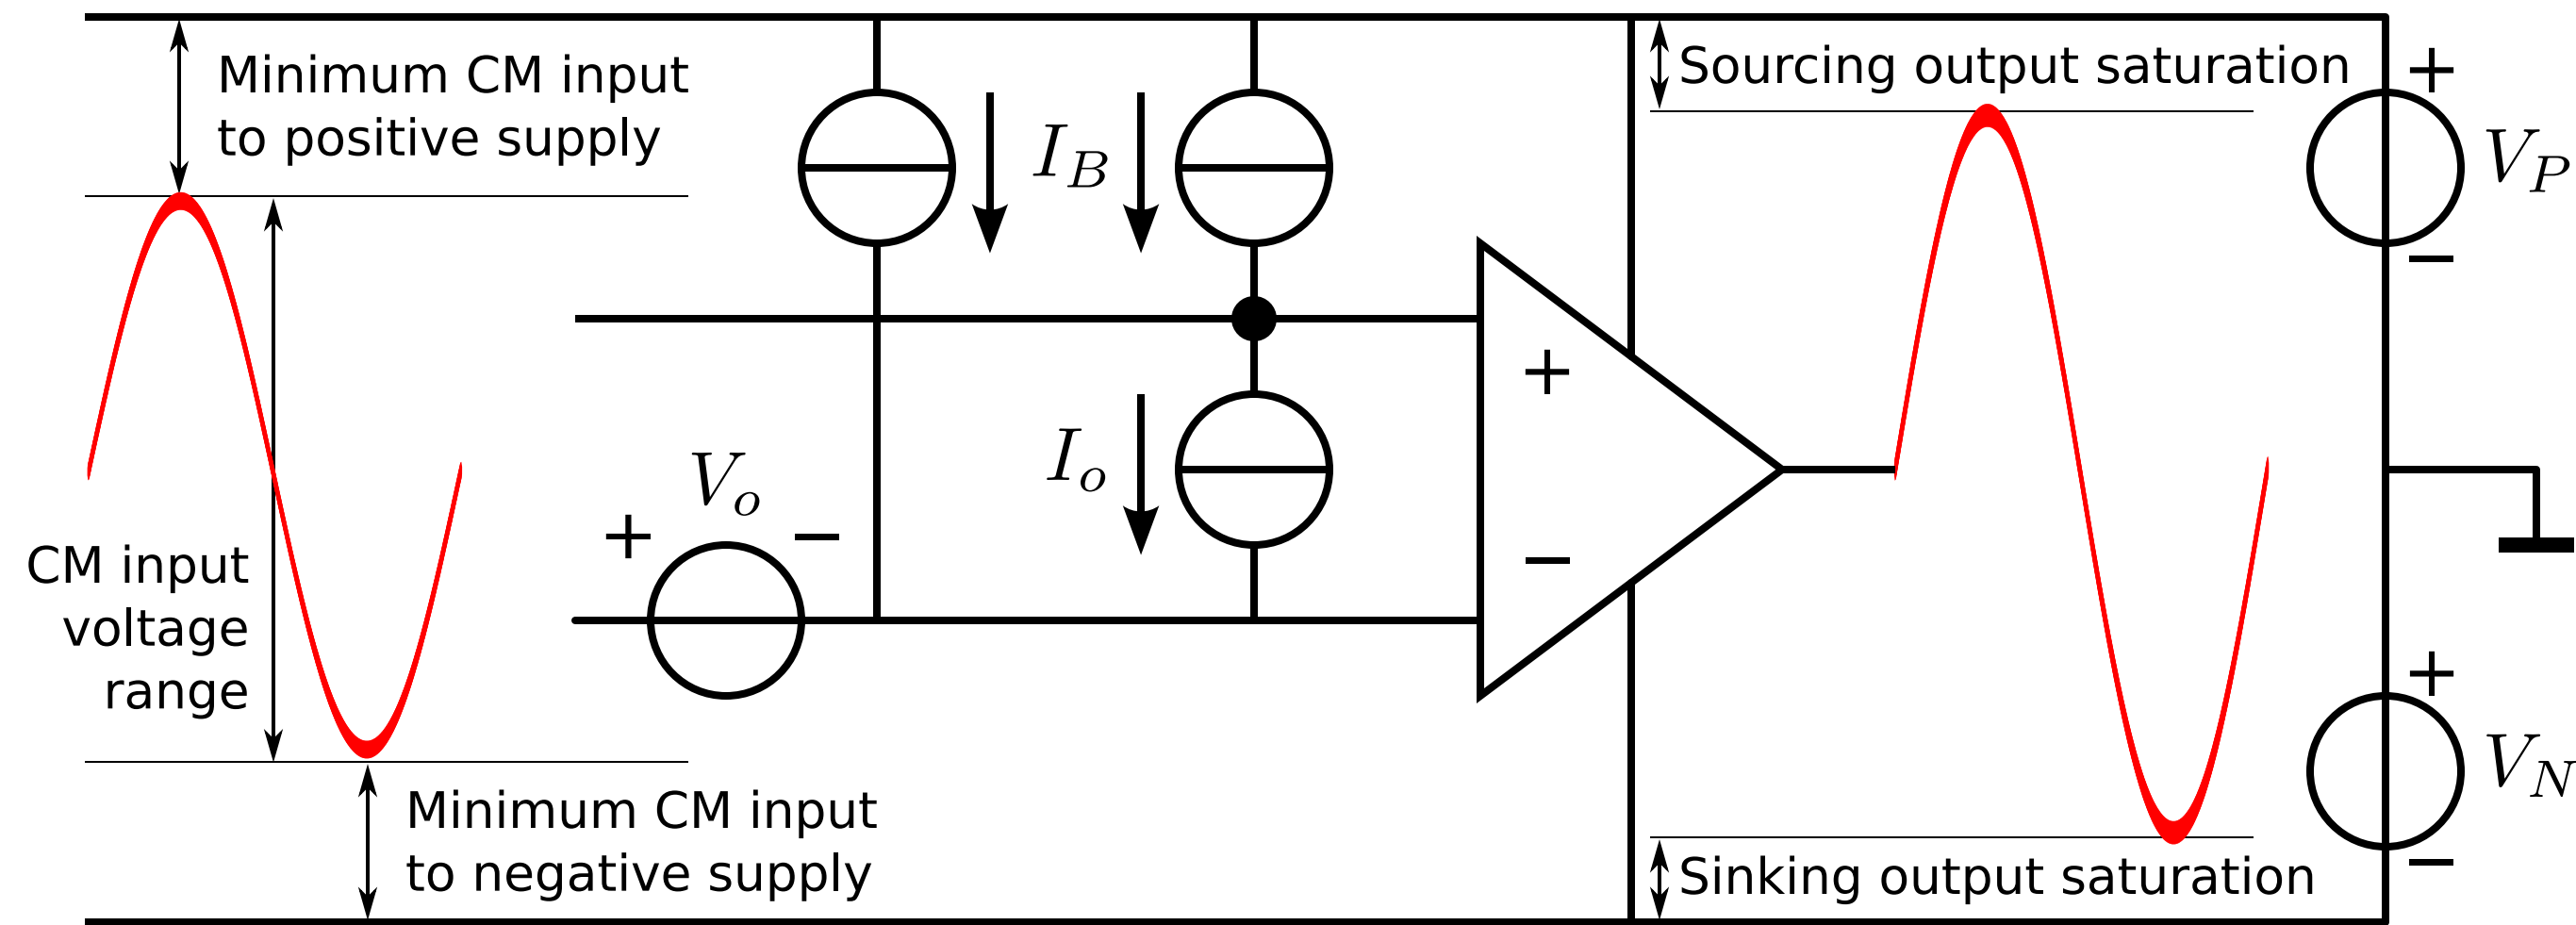 Minimum CM input
to positive supply
I_B
Sourcing output saturation
+
V_P
−
+
I_o
V_o
+ −
−
CM input
voltage
range
+
V_N
−
Minimum CM input
to negative supply
Sinking output saturation